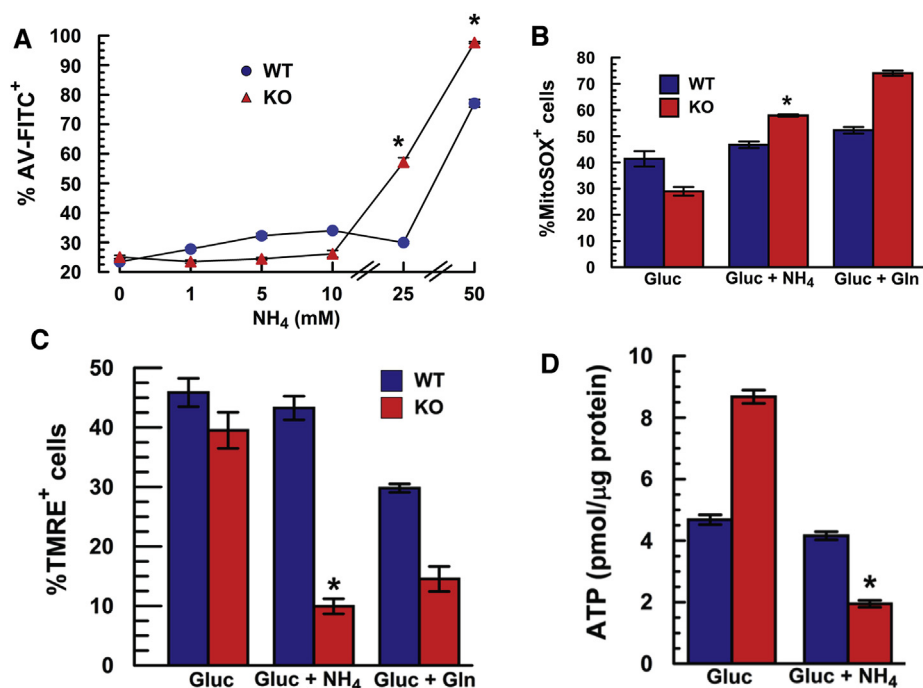 A
% AV-FITC⁺
100
90
80
70
60
50
40
30
20
WT
KO
*
*
0 1 5 10 25 50
NH₄ (mM)
B
%MitoSOX⁺ cells
80
70
60
50
40
30
20
10
0
WT
KO
*
Gluc Gluc + NH₄ Gluc + Gln
C
%TMRE⁺ cells
50
40
30
20
10
0
WT
KO
*
Gluc Gluc + NH₄ Gluc + Gln
D
ATP (pmol/μg protein)
10
8
6
4
2
0
*
Gluc Gluc + NH₄